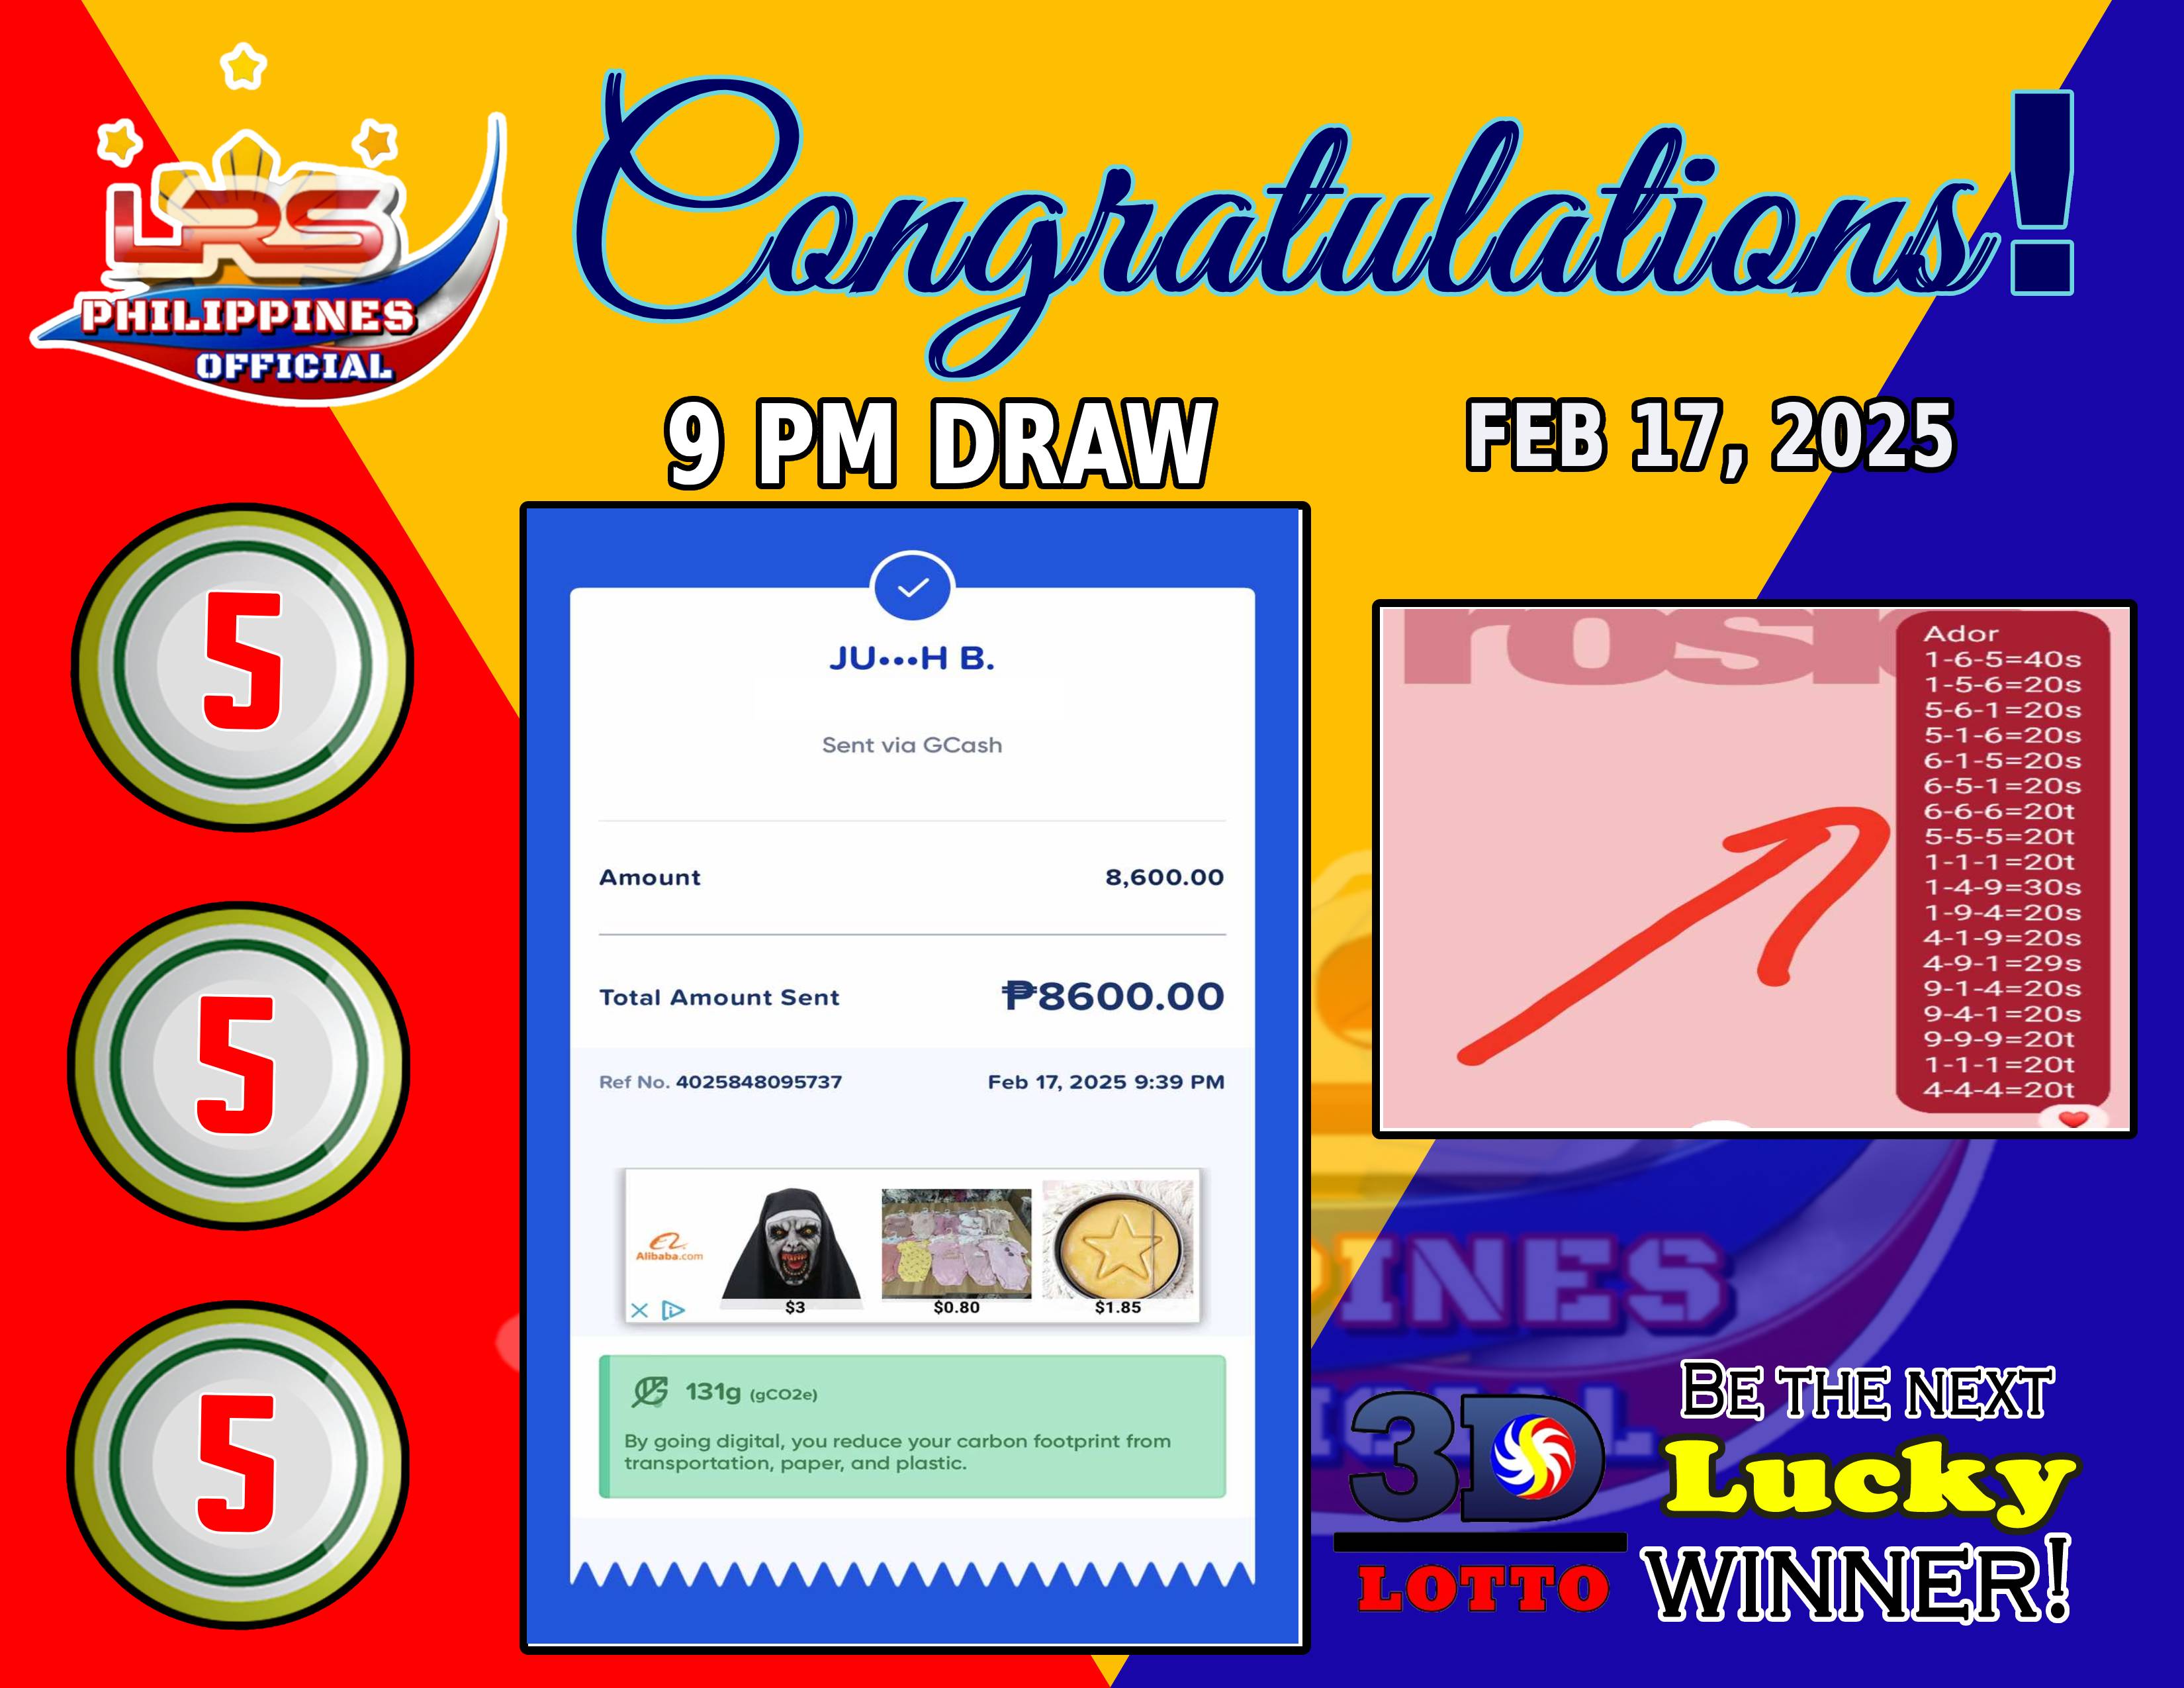 LRS
PHILIPPINES
OFFICIAL
Congratulations!
9 PM DRAW
FEB 17, 2025
5
5
5
JU•••H B.
Sent via GCash
Amount 8,600.00
Total Amount Sent ₱8600.00
Ref No. 4025848095737 Feb 17, 2025 9:39 PM
Alibaba.com
$3 $0.80 $1.85
131g (gCO2e)
By going digital, you reduce your carbon footprint from
transportation, paper, and plastic.
Ador
1-6-5=40s
1-5-6=20s
5-6-1=20s
5-1-6=20s
6-1-5=20s
6-5-1=20s
6-6-6=20t
5-5-5=20t
1-1-1=20t
1-4-9=30s
1-9-4=20s
4-1-9=20s
4-9-1=29s
9-1-4=20s
9-4-1=20s
9-9-9=20t
1-1-1=20t
4-4-4=20t
PINES
3D
LOTTO
BE THE NEXT
Lucky
WINNER!